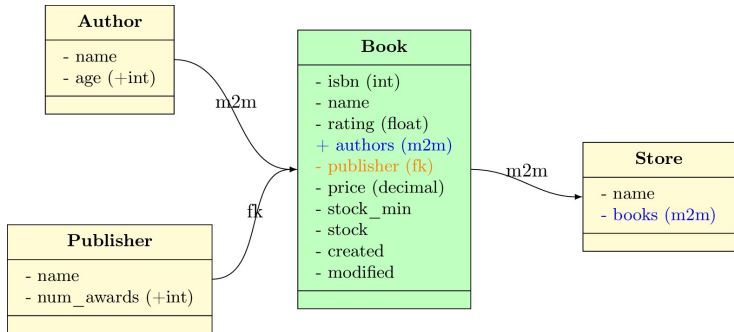 Author
- name
- age (+int)
m2m
Publisher
- name
- num_awards (+int)
fk
Book
- isbn (int)
- name
- rating (float)
+ authors (m2m)
- publisher (fk)
- price (decimal)
- stock_min
- stock
- created
- modified
m2m
Store
- name
- books (m2m)